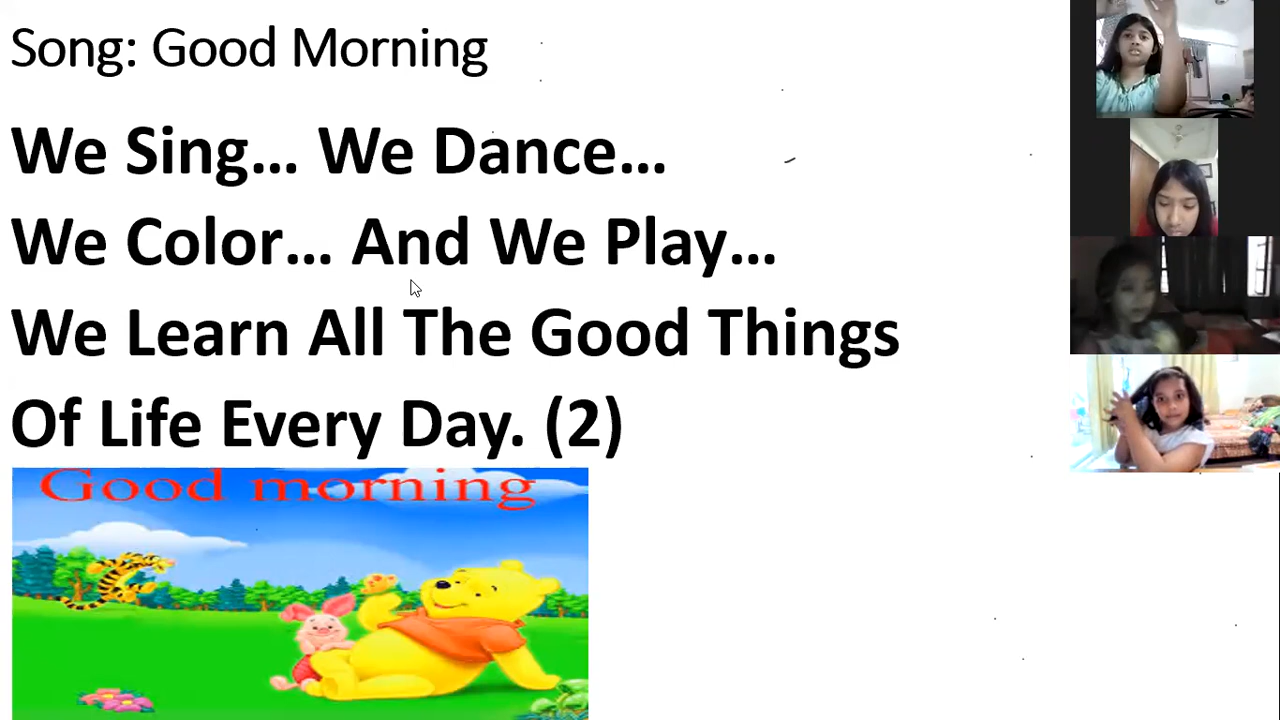 Song: Good Morning
We Sing... We Dance...
We Color... And We Play...
We Learn All The Good Things
Of Life Every Day. (2)
Good morning